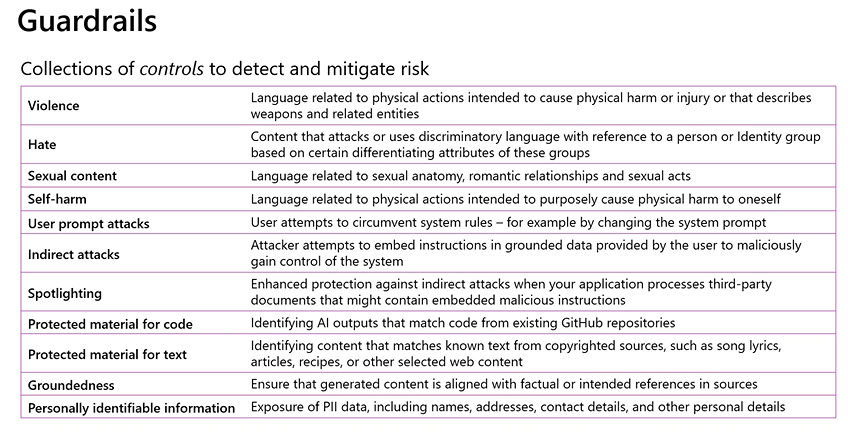 Guardrails
Collections of controls to detect and mitigate risk
Violence
Language related to physical actions intended to cause physical harm or injury or that describes
weapons and related entities
Hate
Content that attacks or uses discriminatory language with reference to a person or Identity group
based on certain differentiating attributes of these groups
Sexual content
Language related to sexual anatomy, romantic relationships and sexual acts
Self-harm
Language related to physical actions intended to purposely cause physical harm to oneself
User prompt attacks
User attempts to circumvent system rules – for example by changing the system prompt
Indirect attacks
Attacker attempts to embed instructions in grounded data provided by the user to maliciously
gain control of the system
Spotlighting
Enhanced protection against indirect attacks when your application processes third-party
documents that might contain embedded malicious instructions
Protected material for code
Identifying AI outputs that match code from existing GitHub repositories
Protected material for text
Identifying content that matches known text from copyrighted sources, such as song lyrics,
articles, recipes, or other selected web content
Groundedness
Ensure that generated content is aligned with factual or intended references in sources
Personally identifiable information
Exposure of PII data, including names, addresses, contact details, and other personal details